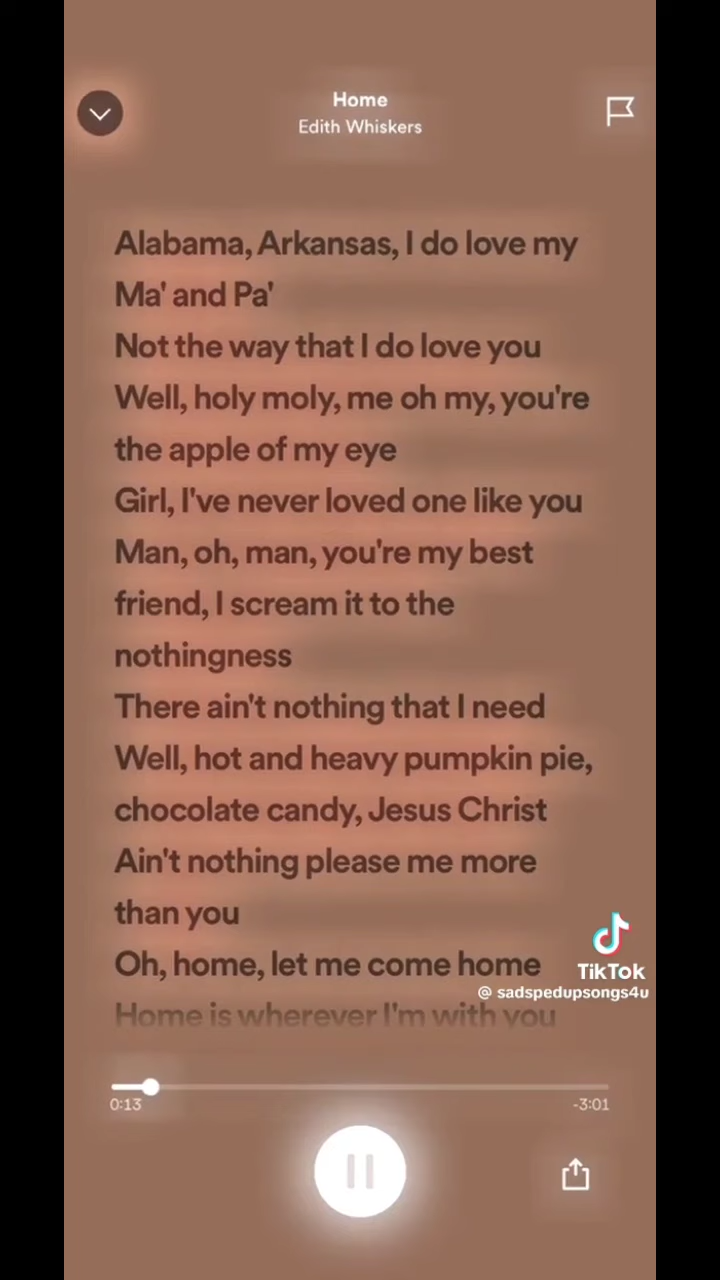 Home
Edith Whiskers
Alabama, Arkansas, I do love my
Ma' and Pa'
Not the way that I do love you
Well, holy moly, me oh my, you're
the apple of my eye
Girl, I've never loved one like you
Man, oh, man, you're my best
friend, I scream it to the
nothingness
There ain't nothing that I need
Well, hot and heavy pumpkin pie,
chocolate candy, Jesus Christ
Ain't nothing please me more
than you
Oh, home, let me come home
Home is wherever I'm with you
TikTok
@ sadspedupsongs4u
0:13
-3:01